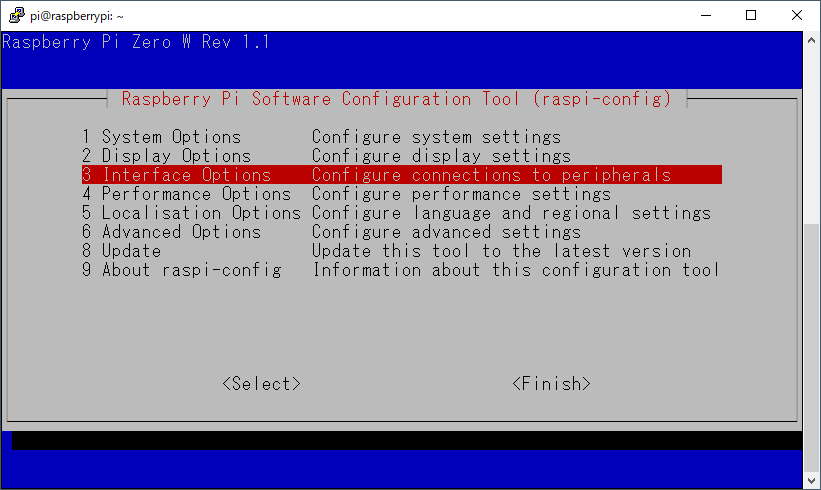 pi@raspberrypi: ~
Raspberry Pi Zero W Rev 1.1
Raspberry Pi Software Configuration Tool (raspi-config)
1 System Options Configure system settings
2 Display Options Configure display settings
3 Interface Options Configure connections to peripherals
4 Performance Options Configure performance settings
5 Localisation Options Configure language and regional settings
6 Advanced Options Configure advanced settings
8 Update Update this tool to the latest version
9 About raspi-config Information about this configuration tool
<Select> <Finish>